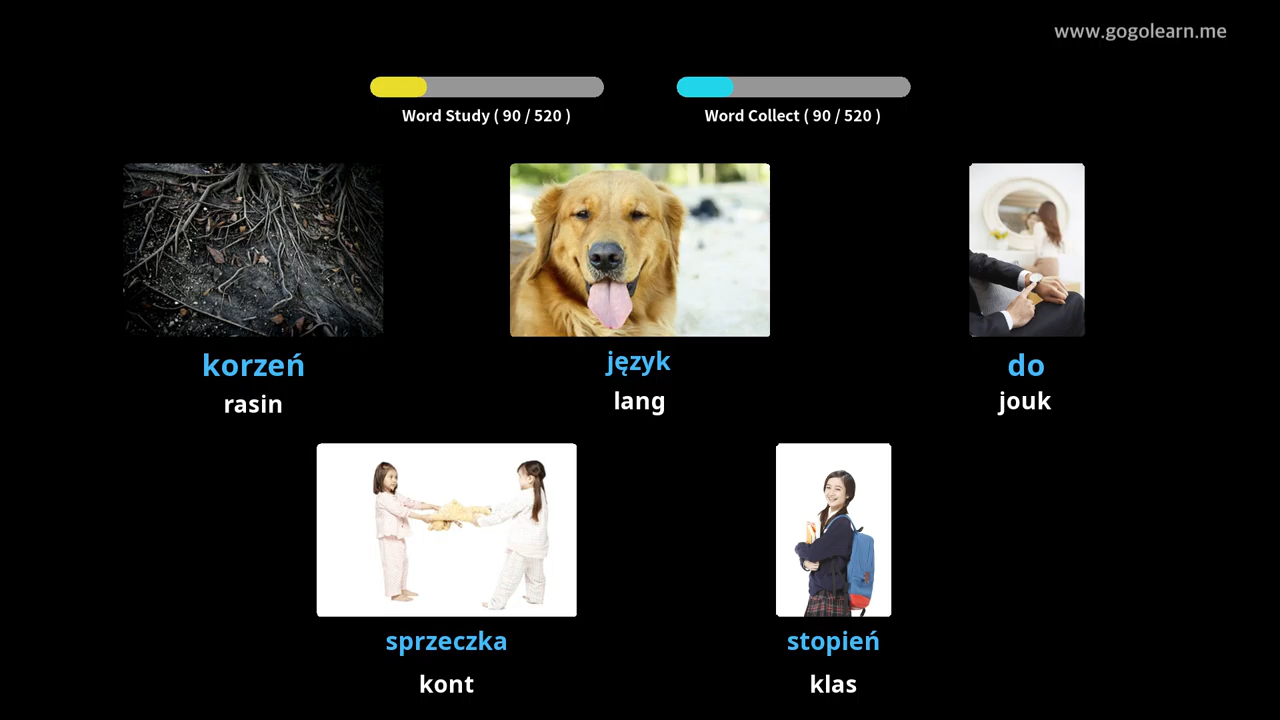 www.gogolearn.me
Word Study ( 90 / 520 )
Word Collect ( 90 / 520 )
korzeń
rasin
język
lang
do
jouk
sprzeczka
kont
stopień
klas